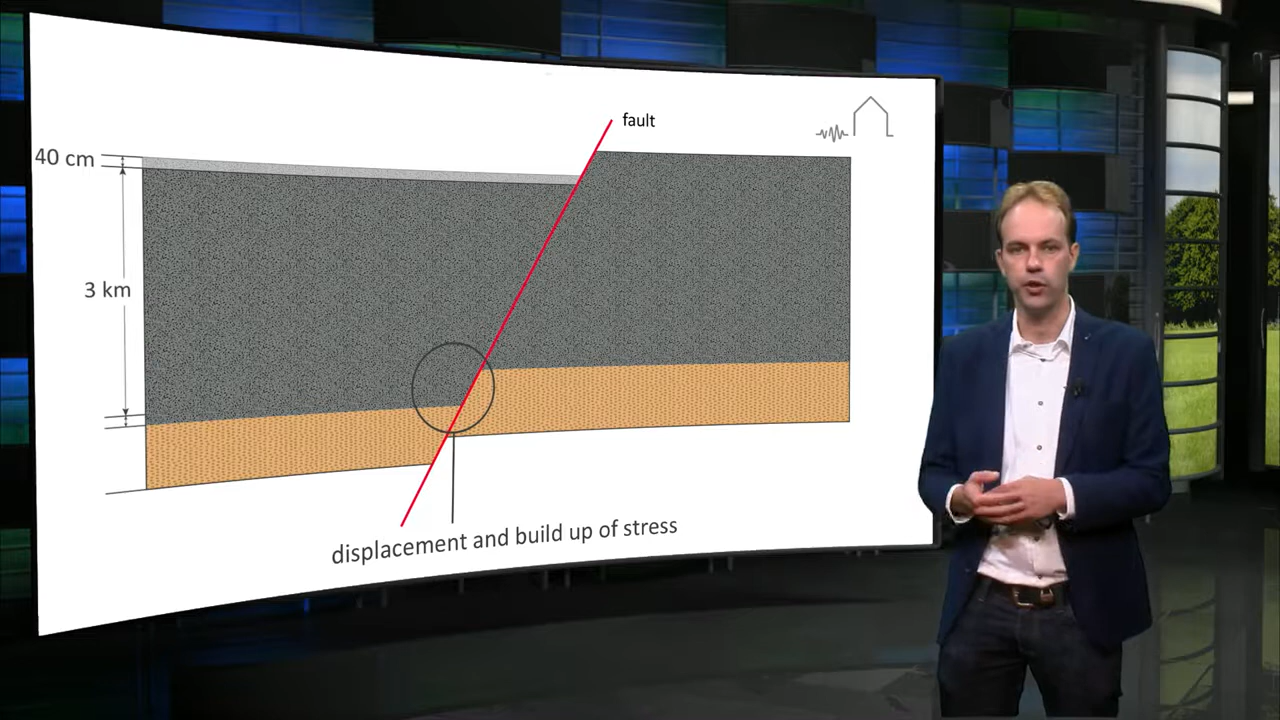 fault
40 cm
3 km
displacement and build up of stress